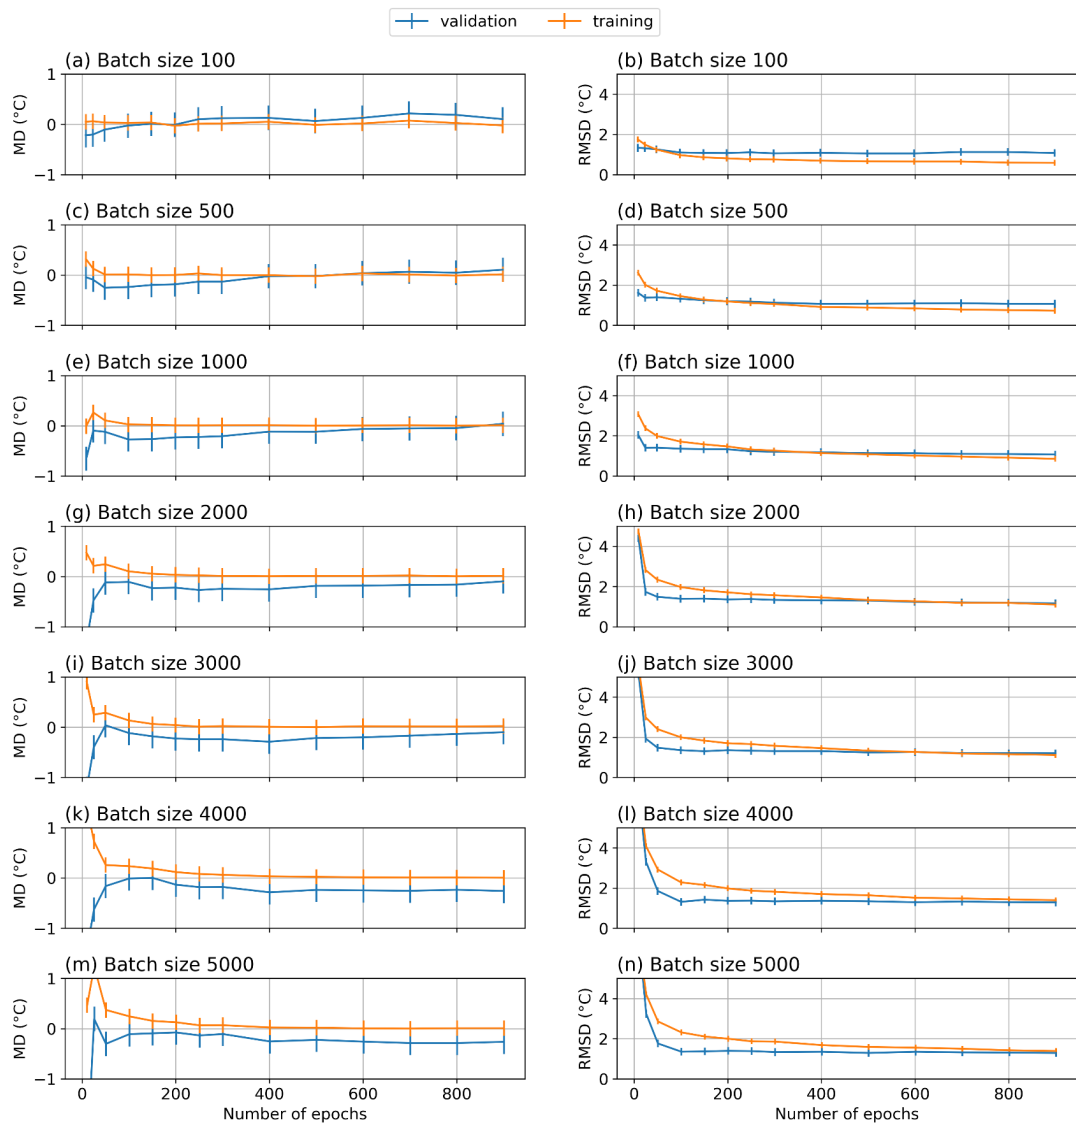 validation training
(a) Batch size 100
(b) Batch size 100
MD (°C)
1
0
−1
RMSD (°C)
4
2
0
(c) Batch size 500
(d) Batch size 500
MD (°C)
1
0
−1
RMSD (°C)
4
2
0
(e) Batch size 1000
(f) Batch size 1000
MD (°C)
1
0
−1
RMSD (°C)
4
2
0
(g) Batch size 2000
(h) Batch size 2000
MD (°C)
1
0
−1
RMSD (°C)
4
2
0
(i) Batch size 3000
(j) Batch size 3000
MD (°C)
1
0
−1
RMSD (°C)
4
2
0
(k) Batch size 4000
(l) Batch size 4000
MD (°C)
1
0
−1
RMSD (°C)
4
2
0
(m) Batch size 5000
(n) Batch size 5000
MD (°C)
1
0
−1
RMSD (°C)
4
2
0
0 200 400 600 800
Number of epochs
0 200 400 600 800
Number of epochs